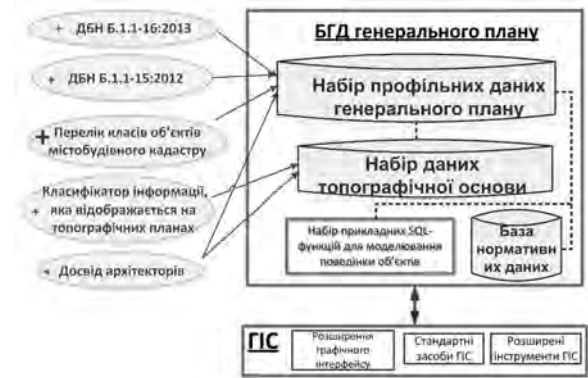 + ДБН Б.1.1-16:2013
+ ДБН Б.1.1-15:2012
+ Перелік класів об'єктів
містобудівного кадастру
Класифікатор інформації,
+ яка відображається на
топографічних планах
Досвід архітекторів
БГД генерального плану
Набір профільних даних
генерального плану
Набір даних
топографічної основи
Набір прикладних SQL-
функцій для моделювання
поведінки об'єктів
База
нормативн
их даних
ГІС
Розширення
графічного
інтерфейсу
Стандартні
засоби ГІС
Розширені
інструменти ГІС